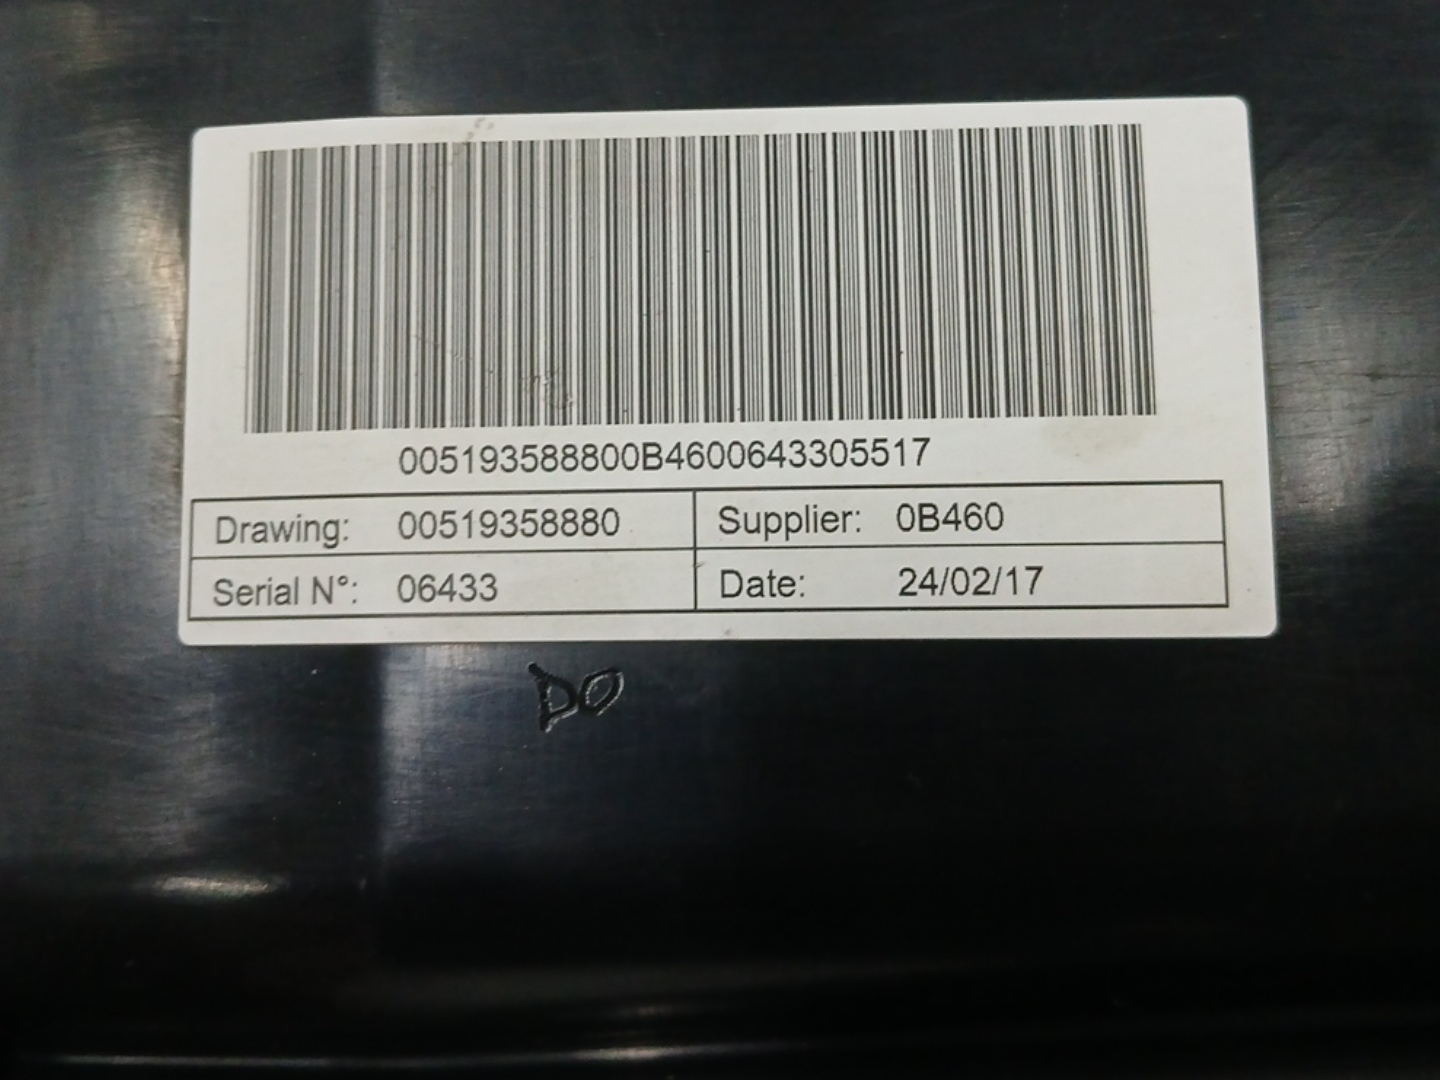 005193588800B4600643305517
Drawing: 00519358880 Supplier: 0B460
Serial N°: 06433 Date: 24/02/17
DO